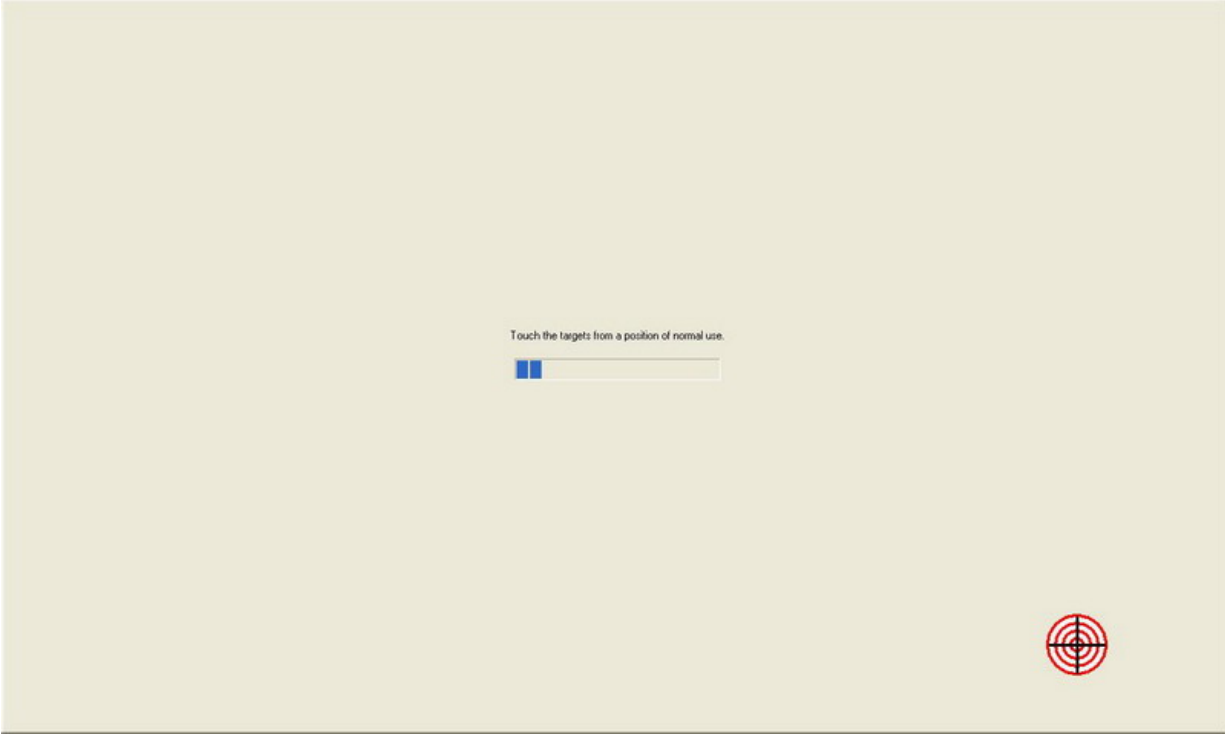 Touch the targets from a position of normal use.